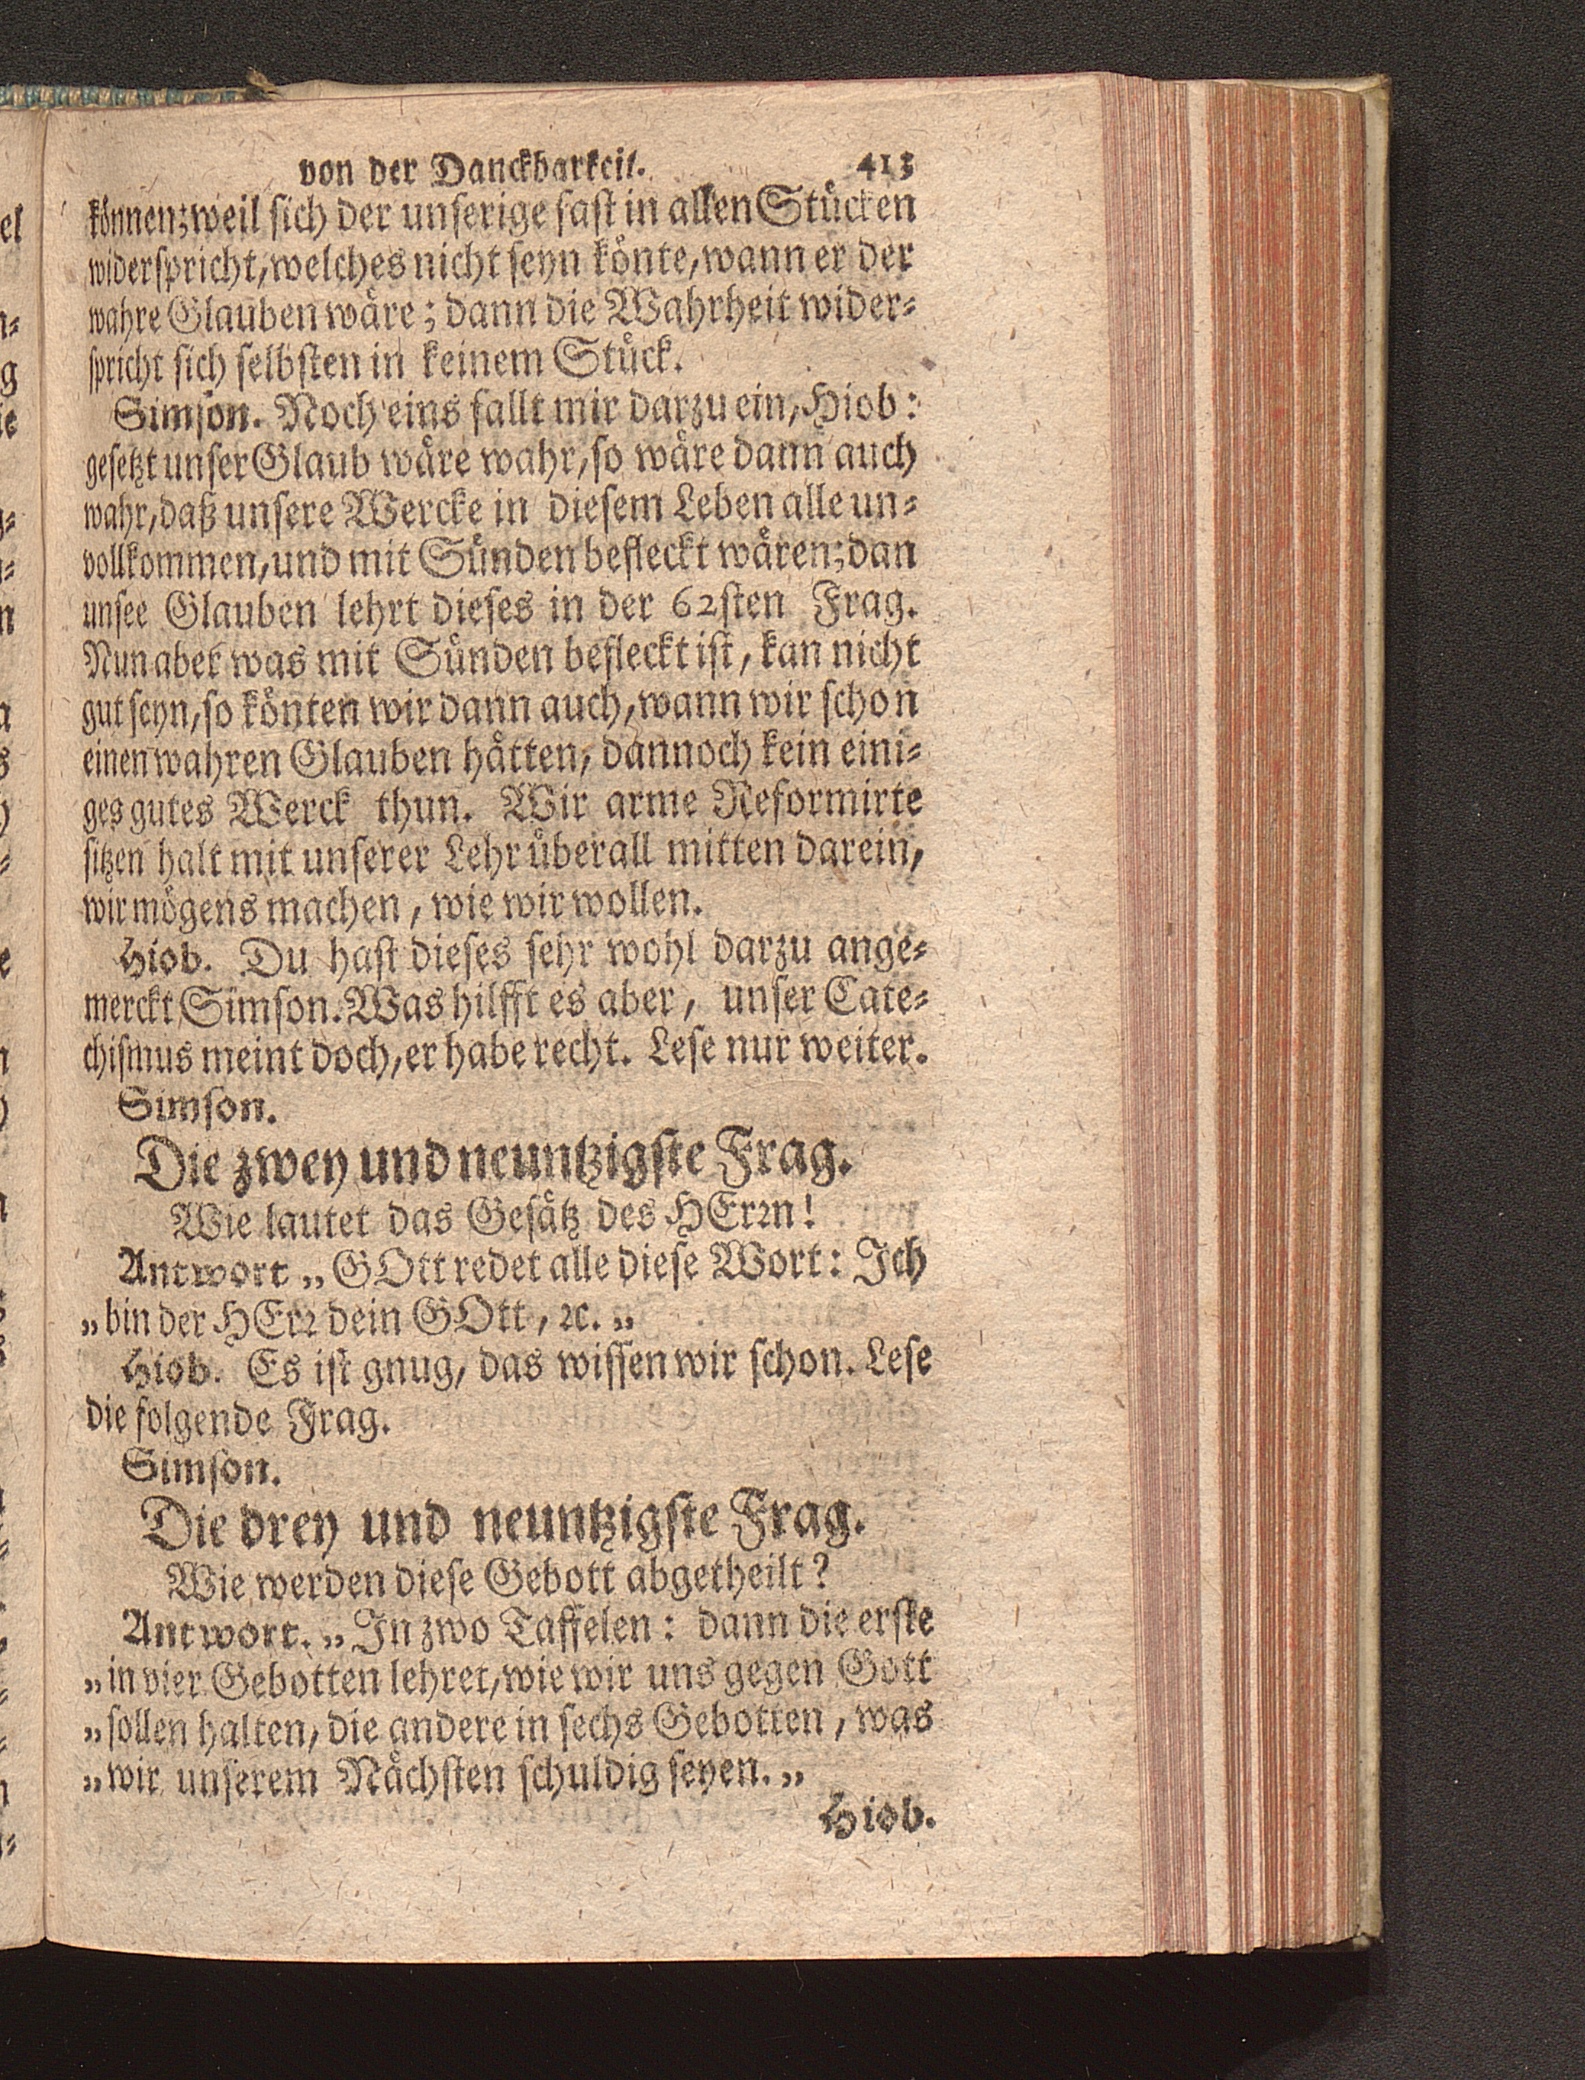 von der Danckbarkeit. 413
können; weil sich der unserige fast in allen Stücken
widerspricht, welches nicht seyn könte, wann er der
wahre Glauben wäre; dann die Wahrheit wider-
spricht sich selbsten in keinem Stück.
Simson. Noch eins fallt mir darzu ein, Hiob:
gesetzt unser Glaub wäre wahr, so wäre dann auch
wahr, daß unsere Wercke in diesem Leben alle un-
vollkommen, und mit Sünden befleckt wären; dan
unsee Glauben lehrt dieses in der 62sten Frag.
Nun aber was mit Sünden befleckt ist, kan nicht
gut seyn, so könten wir dann auch, wann wir schon
einen wahren Glauben hätten, dannoch kein eini-
ges gutes Werck thun. Wir arme Reformirte
sitzen halt mit unserer Lehr überall mitten darein,
wir mögens machen, wie wir wollen.
Hiob. Du hast dieses sehr wohl darzu ange-
merckt Simson. Was hilfft es aber, unser Cate-
chismus meint doch, er habe recht. Lese nur weiter.
Simson.
Die zwey und neuntzigste Frag.
Wie lautet das Gesätz des HErrn!
Antwort „ GOtt redet alle diese Wort: Ich
„ bin der HErr dein GOtt, ꝛc. „
Hiob. Es ist gnug, das wissen wir schon. Lese
die folgende Frag.
Simson.
Die drey und neuntzigste Frag.
Wie werden diese Gebott abgetheilt?
Antwort. „ In zwo Taffelen: dann die erste
„ in vier Gebotten lehret, wie wir uns gegen Gott
„ sollen halten, die andere in sechs Gebotten, was
„ wir unserem Nächsten schuldig seyen. „
Hiob.